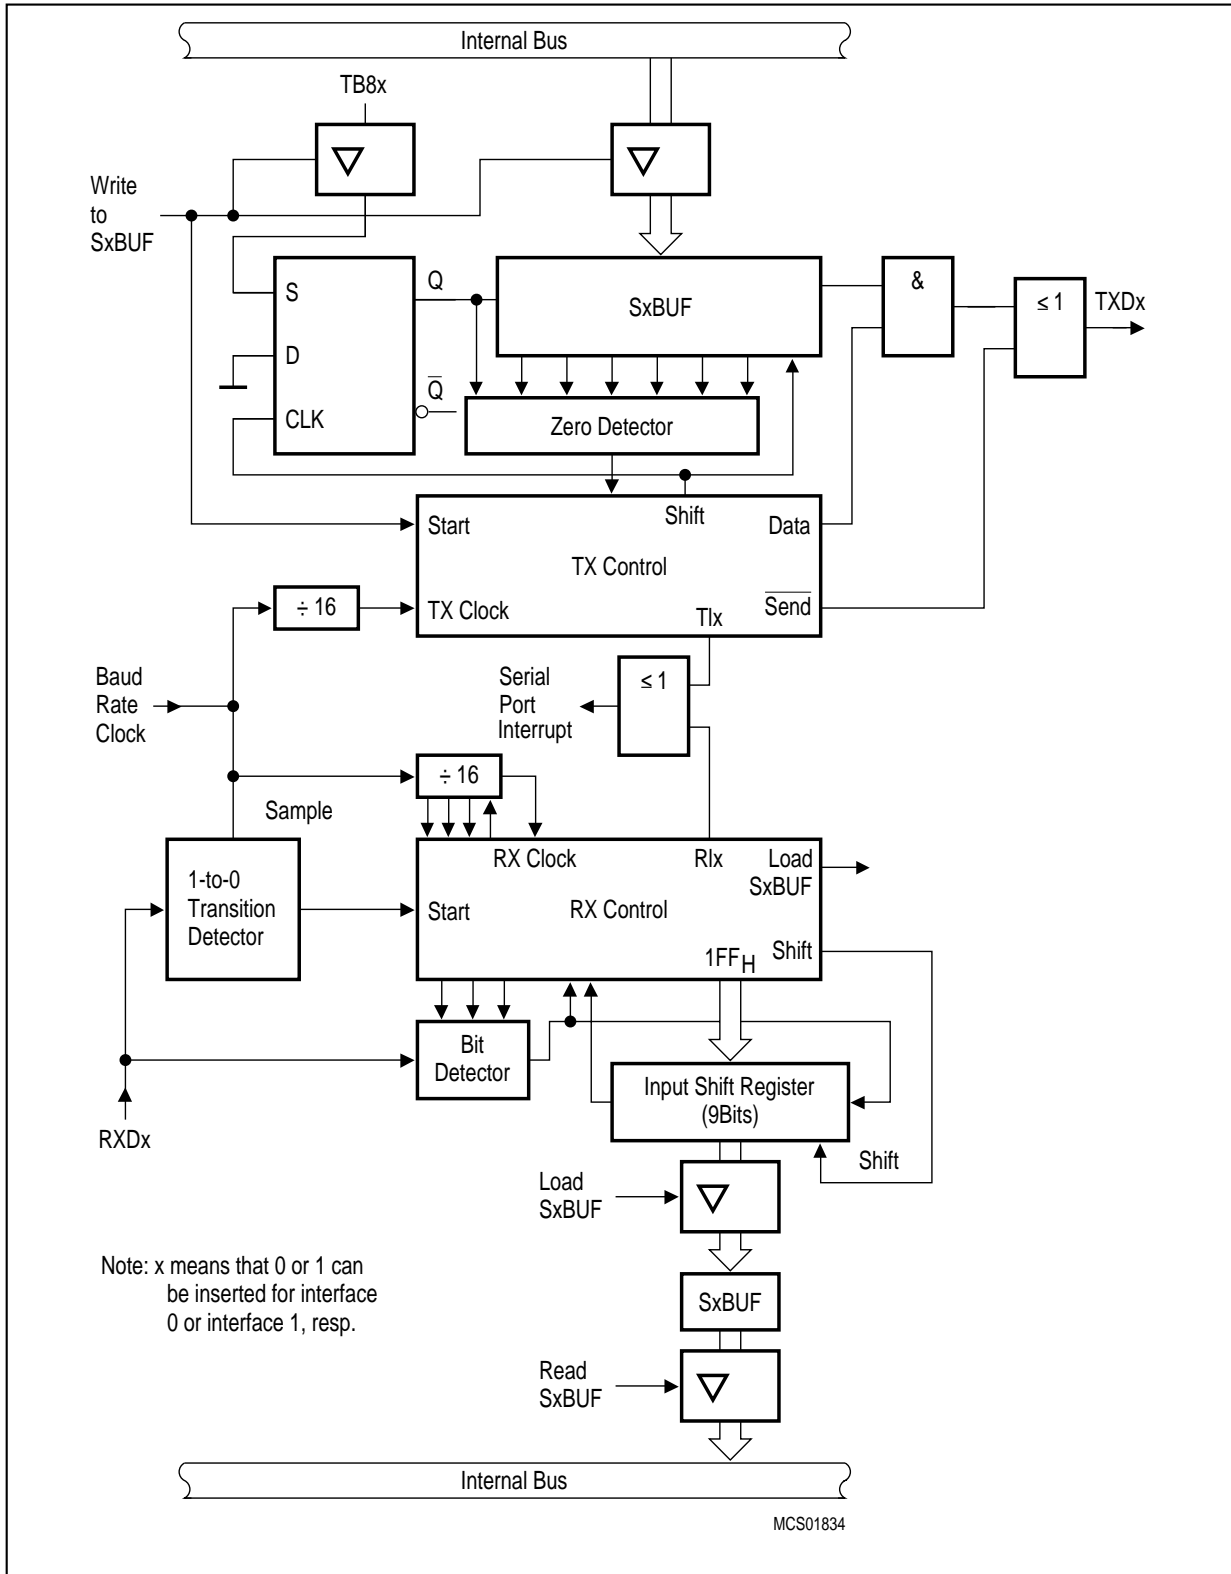 Internal Bus
TB8x
Write
to
SxBUF
S
D
CLK
Q
Q̅
SxBUF
&
≤ 1
TXDx
Zero Detector
Start
Shift
Data
TX Control
÷ 16
TX Clock
TIx
S̅e̅n̅d̅
Baud
Rate
Clock
Serial
Port
Interrupt
≤ 1
÷ 16
Sample
1-to-0
Transition
Detector
RX Clock
RIx
Load
SxBUF
Start
RX Control
1FF H
Shift
Bit
Detector
Input Shift Register
(9Bits)
RXDx
Shift
Load
SxBUF
Note: x means that 0 or 1 can
be inserted for interface
0 or interface 1, resp.
SxBUF
Read
SxBUF
Internal Bus
MCS01834